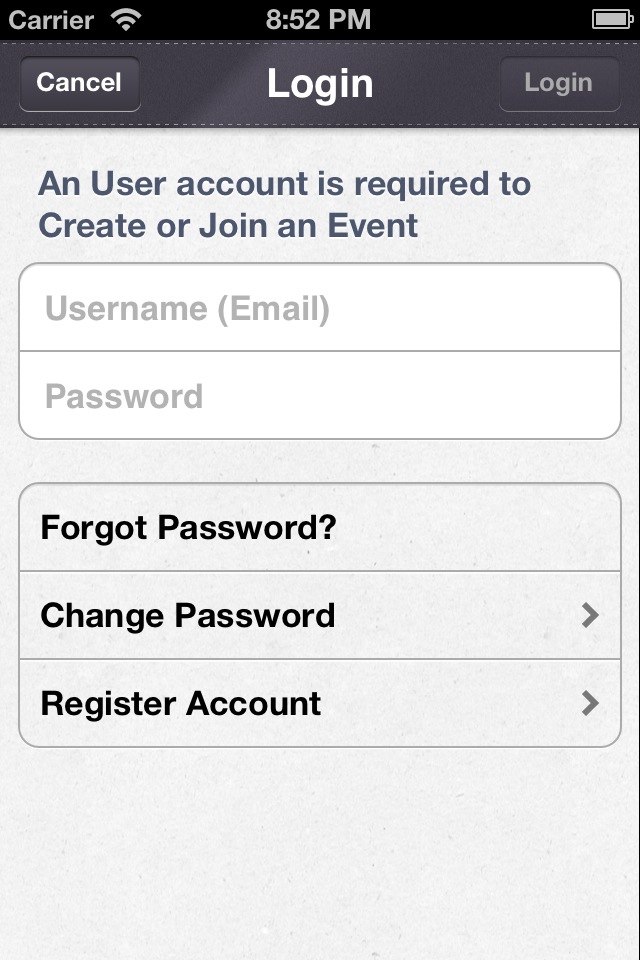 Carrier 8:52 PM
Cancel Login Login
An User account is required to
Create or Join an Event
Username (Email)
Password
Forgot Password?
Change Password
Register Account